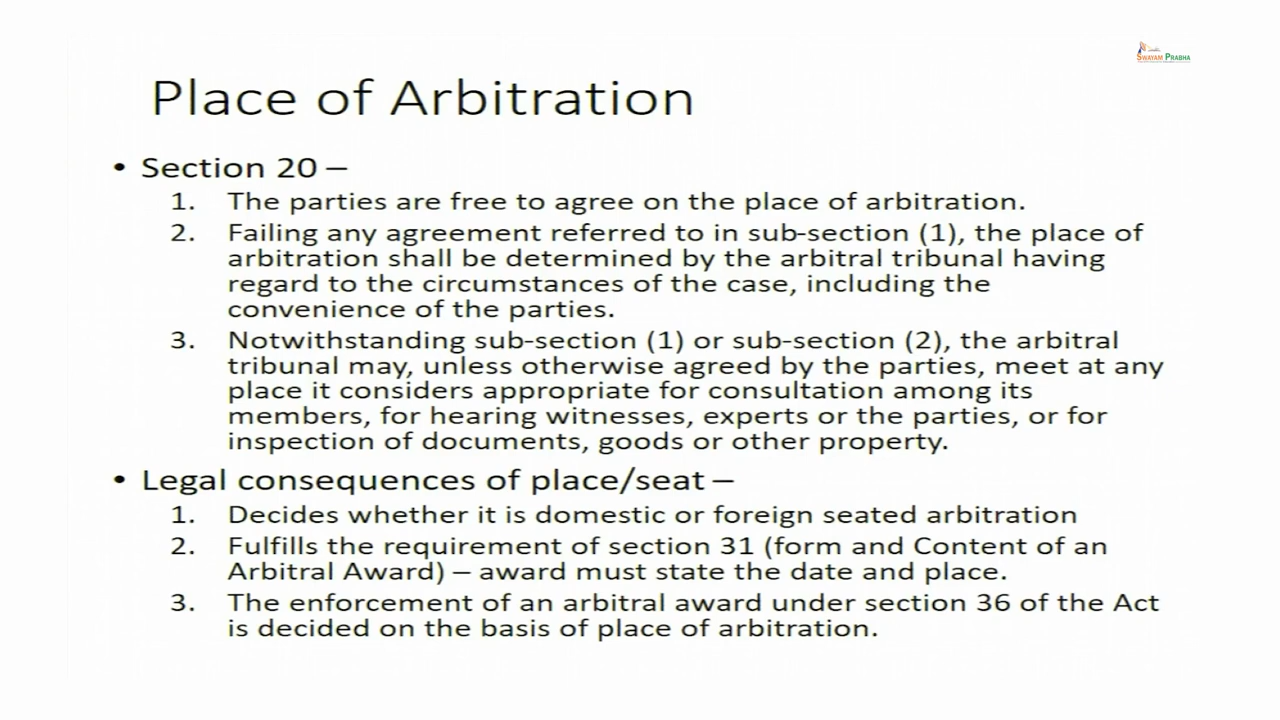 SWAYAM PRABHA
Place of Arbitration
• Section 20 –
1. The parties are free to agree on the place of arbitration.
2. Failing any agreement referred to in sub-section (1), the place of
arbitration shall be determined by the arbitral tribunal having
regard to the circumstances of the case, including the
convenience of the parties.
3. Notwithstanding sub-section (1) or sub-section (2), the arbitral
tribunal may, unless otherwise agreed by the parties, meet at any
place it considers appropriate for consultation among its
members, for hearing witnesses, experts or the parties, or for
inspection of documents, goods or other property.
• Legal consequences of place/seat –
1. Decides whether it is domestic or foreign seated arbitration
2. Fulfills the requirement of section 31 (form and Content of an
Arbitral Award) – award must state the date and place.
3. The enforcement of an arbitral award under section 36 of the Act
is decided on the basis of place of arbitration.